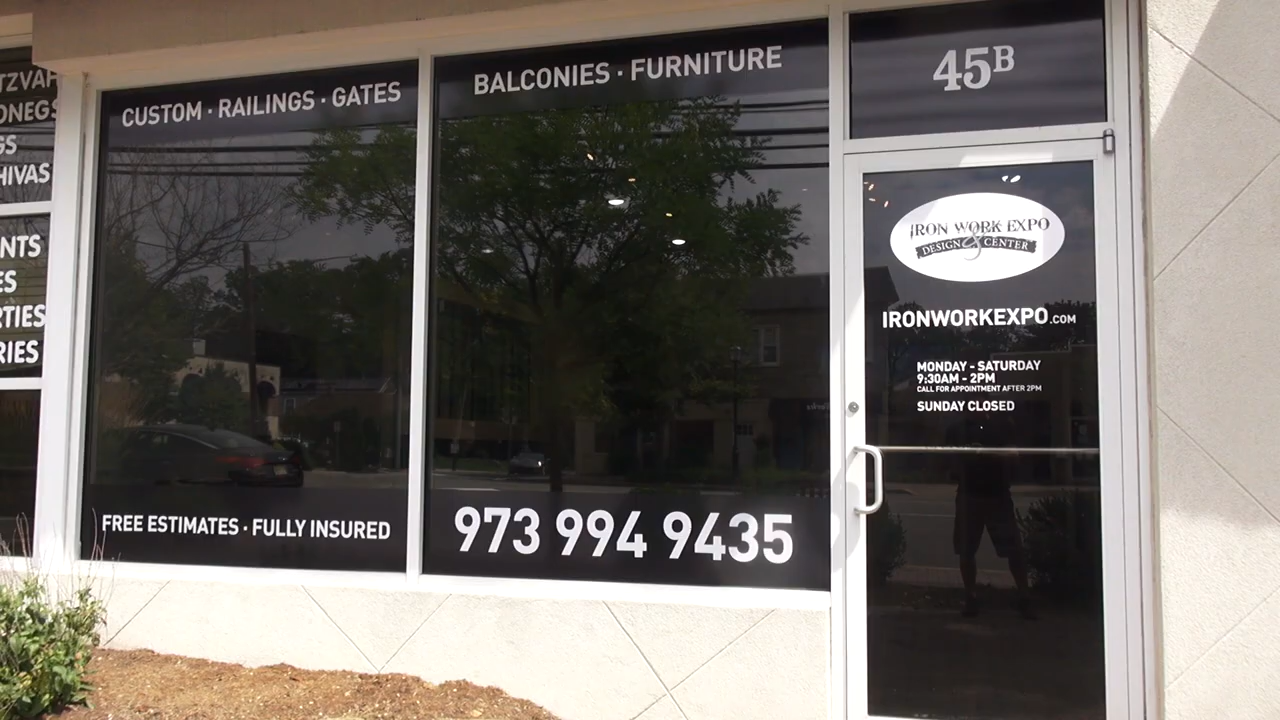 CUSTOM · RAILINGS · GATES
BALCONIES · FURNITURE
45B
IRON WORK EXPO
DESIGN & CENTER
IRONWORKEXPO.COM
MONDAY - SATURDAY
9:30AM - 2PM
CALL FOR APPOINTMENT AFTER 2PM
SUNDAY CLOSED
FREE ESTIMATES · FULLY INSURED
973 994 9435